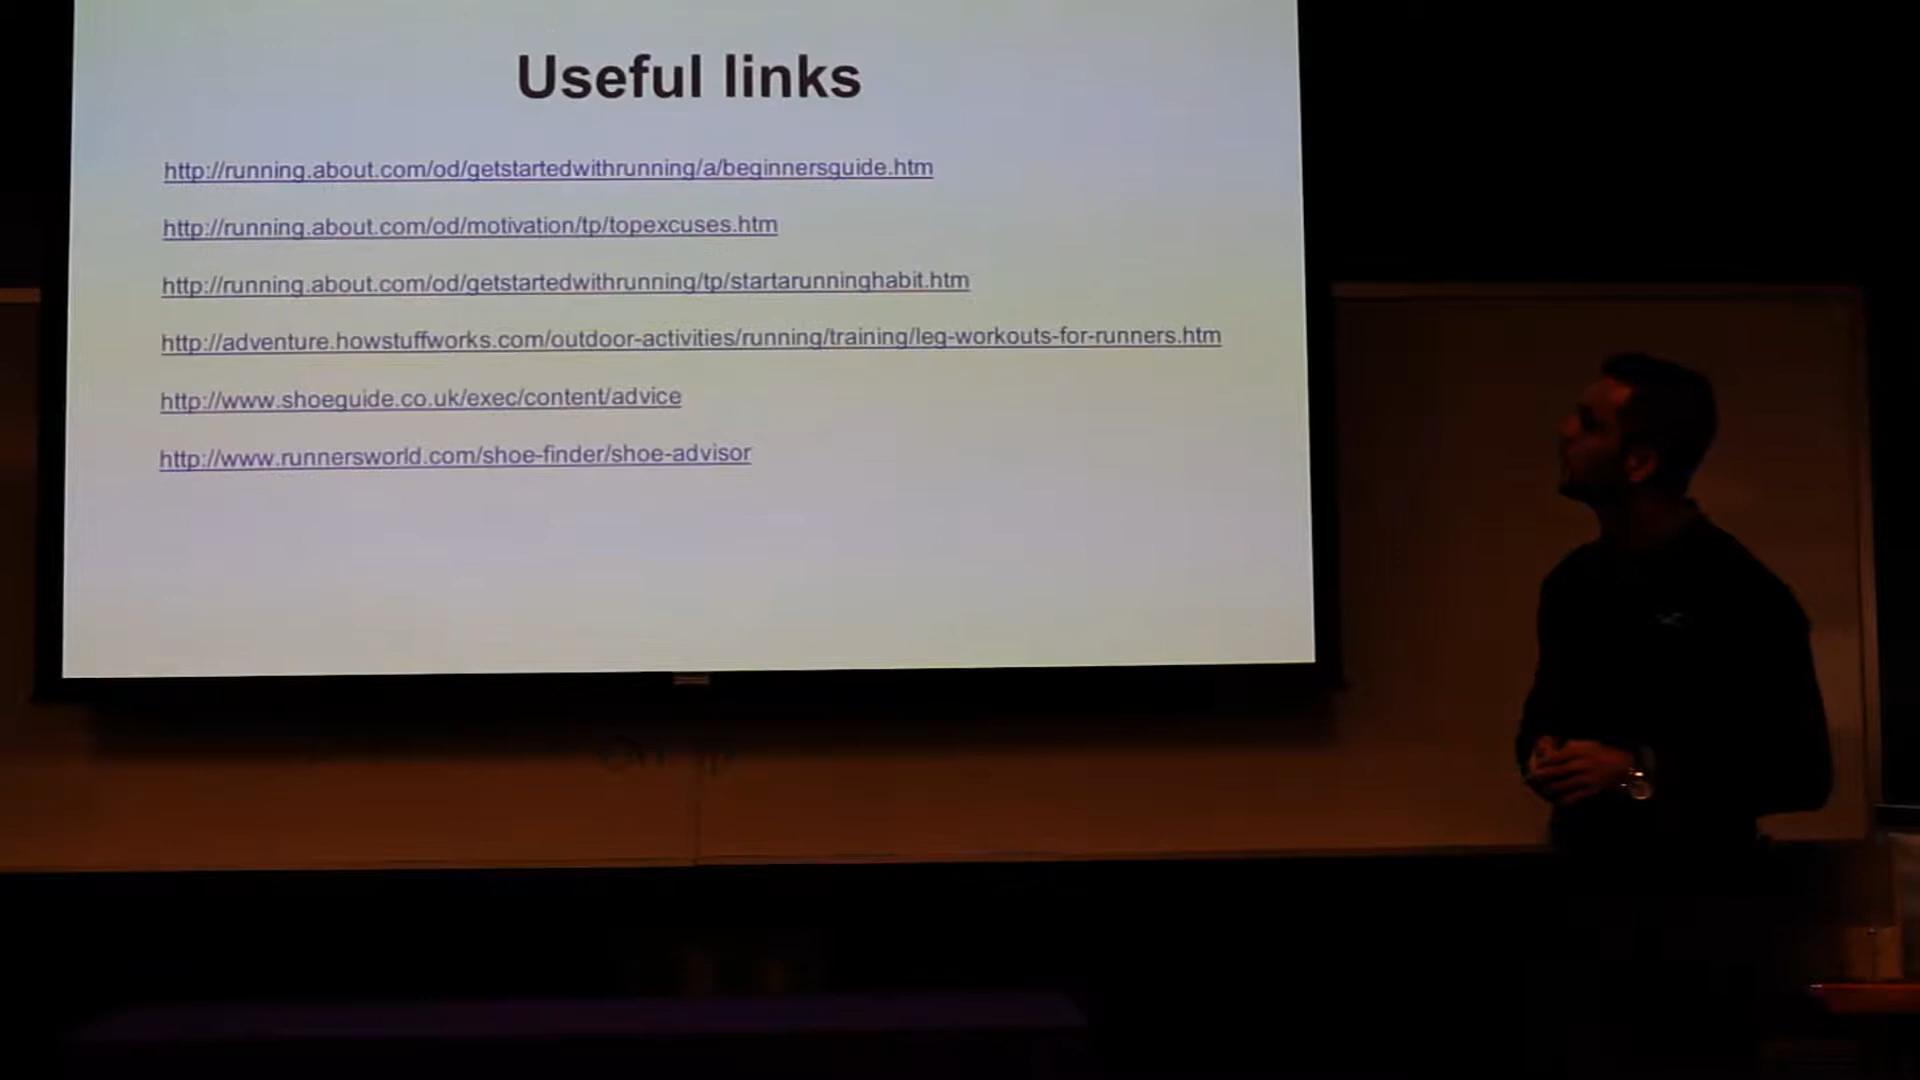 Useful links
http://running.about.com/od/getstartedwithrunning/a/beginnersguide.htm
http://running.about.com/od/motivation/tp/topexcuses.htm
http://running.about.com/od/getstartedwithrunning/tp/startarunninghabit.htm
http://adventure.howstuffworks.com/outdoor-activities/running/training/leg-workouts-for-runners.htm
http://www.shoeguide.co.uk/exec/content/advice
http://www.runnersworld.com/shoe-finder/shoe-advisor